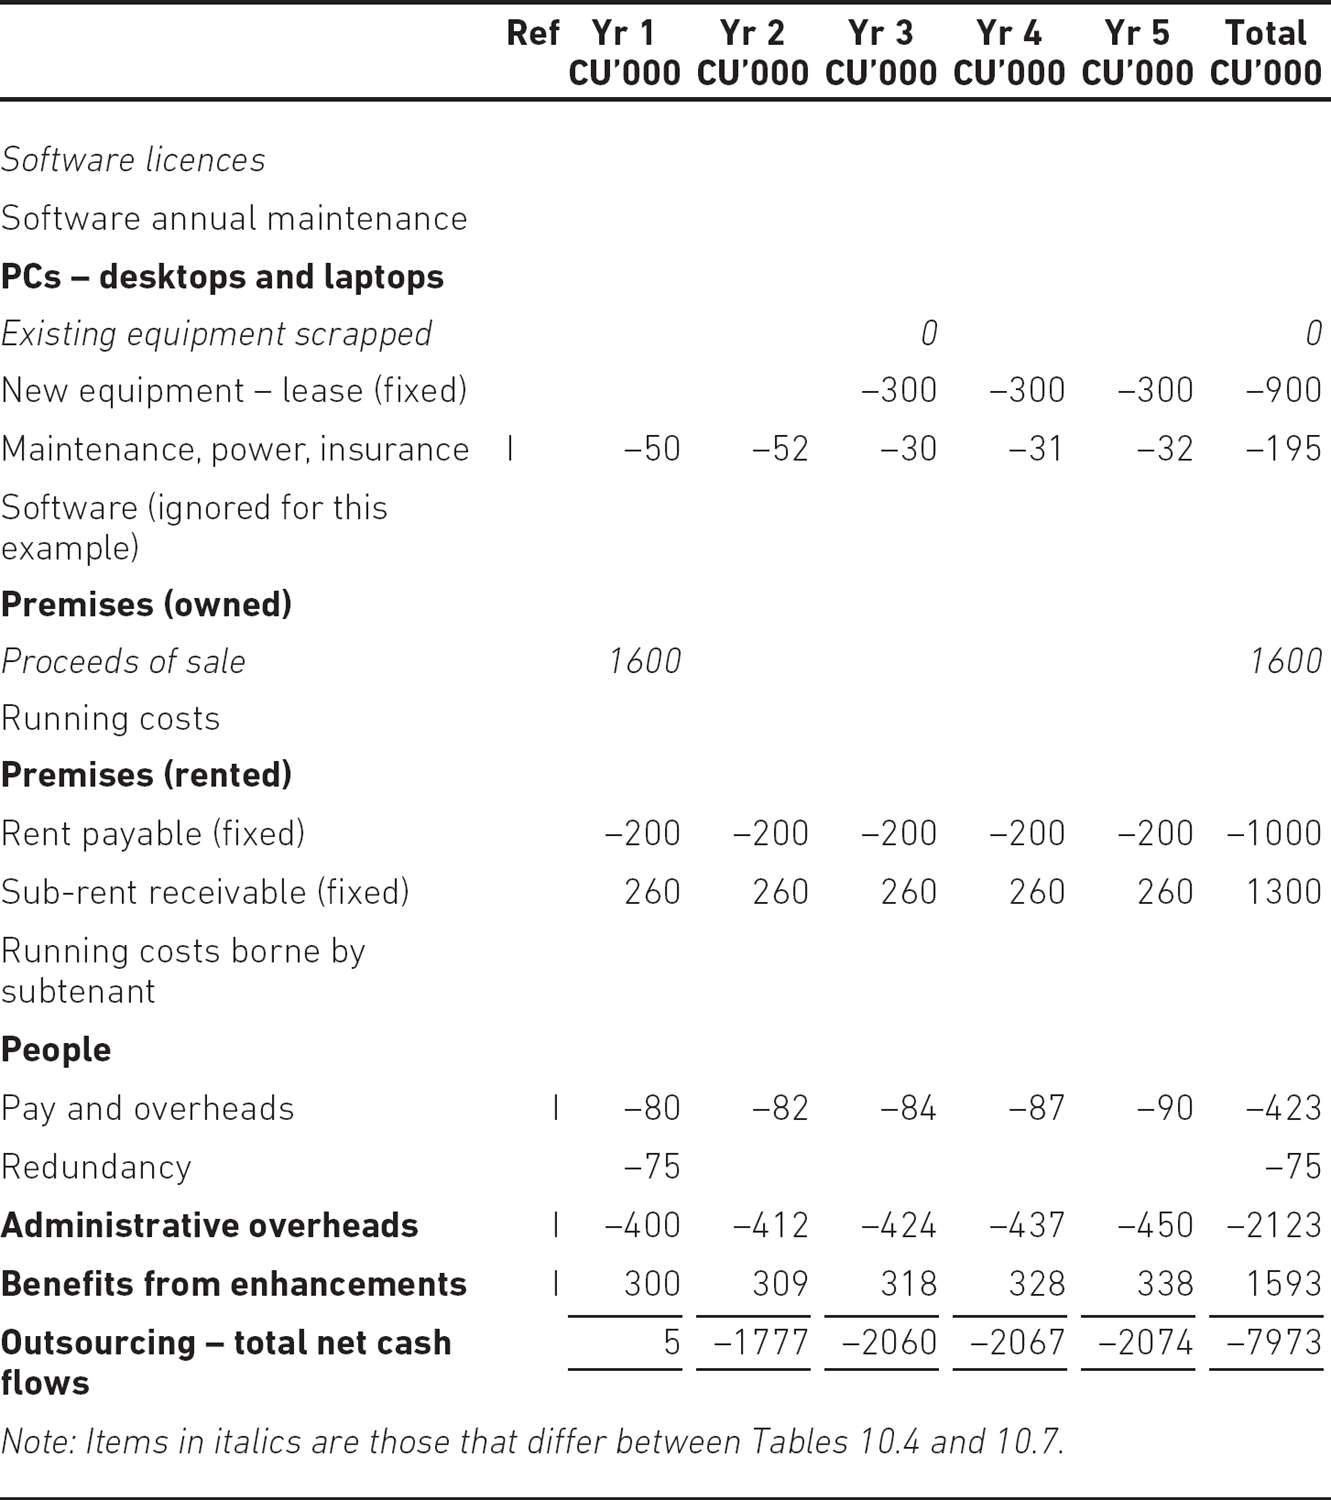 Ref Yr 1 Yr 2 Yr 3 Yr 4 Yr 5 Total
CU’000 CU’000 CU’000 CU’000 CU’000 CU’000
Software licences
Software annual maintenance
PCs – desktops and laptops
Existing equipment scrapped 0 0
New equipment – lease (fixed) –300 –300 –300 –900
Maintenance, power, insurance I –50 –52 –30 –31 –32 –195
Software (ignored for this
example)
Premises (owned)
Proceeds of sale 1600 1600
Running costs
Premises (rented)
Rent payable (fixed) –200 –200 –200 –200 –200 –1000
Sub-rent receivable (fixed) 260 260 260 260 260 1300
Running costs borne by
subtenant
People
Pay and overheads I –80 –82 –84 –87 –90 –423
Redundancy –75 –75
Administrative overheads I –400 –412 –424 –437 –450 –2123
Benefits from enhancements I 300 309 318 328 338 1593
Outsourcing – total net cash 5 –1777 –2060 –2067 –2074 –7973
flows
Note: Items in italics are those that differ between Tables 10.4 and 10.7.